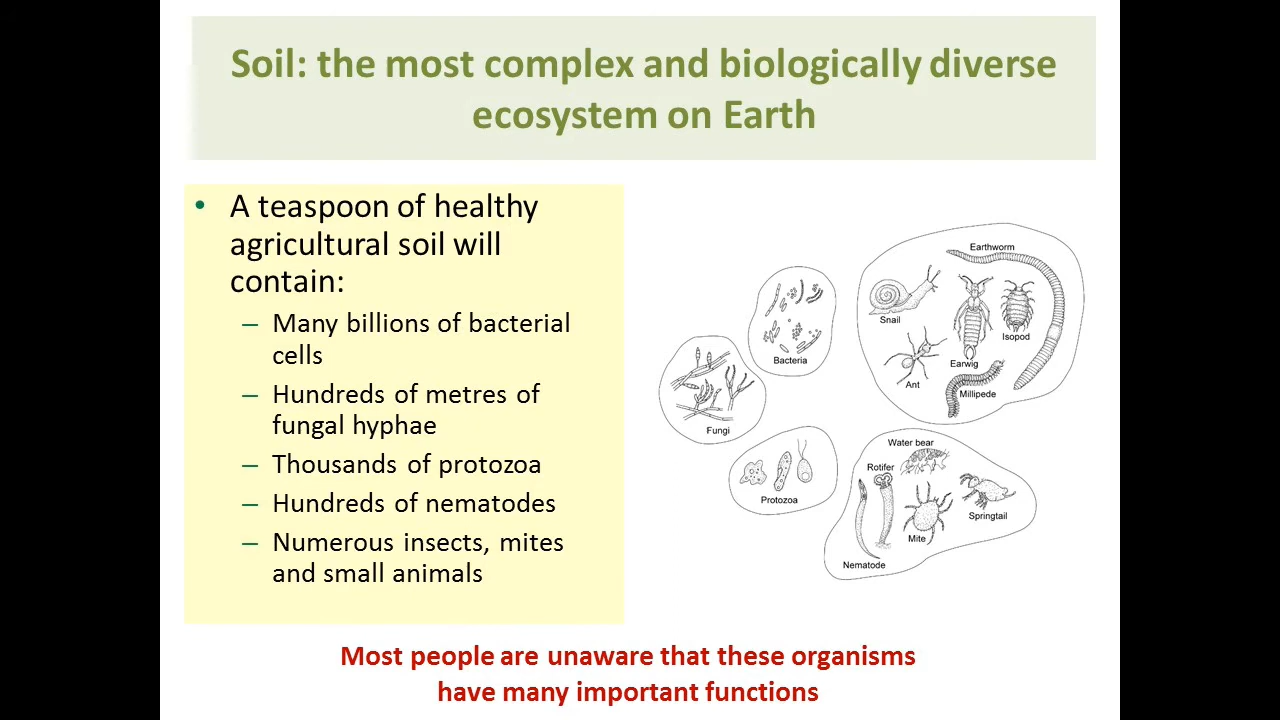 Soil: the most complex and biologically diverse
ecosystem on Earth
• A teaspoon of healthy
agricultural soil will
contain:
– Many billions of bacterial
cells
– Hundreds of metres of
fungal hyphae
– Thousands of protozoa
– Hundreds of nematodes
– Numerous insects, mites
and small animals
Earthworm
Snail
Isopod
Earwig
Ant
Millipede
Bacteria
Fungi
Protozoa
Water bear
Rotifer
Springtail
Mite
Nematode
Most people are unaware that these organisms
have many important functions